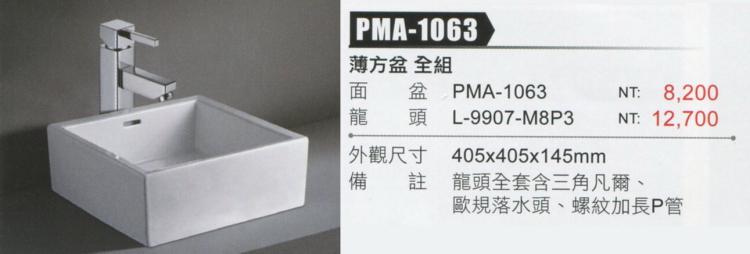 PMA-1063
薄方盆 全組
面 盆 PMA-1063 NT: 8,200
龍 頭 L-9907-M8P3 NT: 12,700
外觀尺寸 405x405x145mm
備 註 龍頭全套含三角凡爾、
歐規落水頭、螺紋加長P管